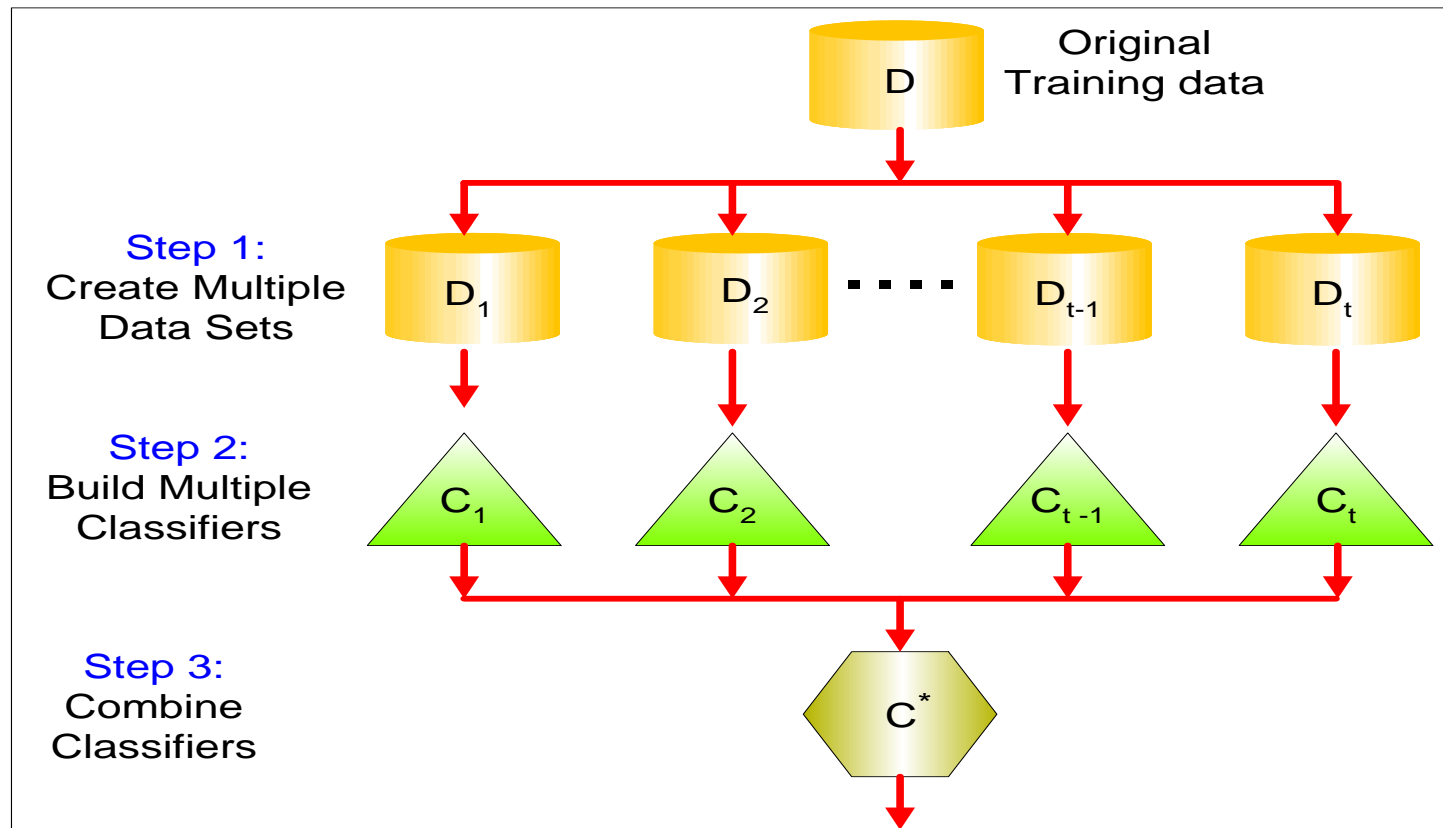 Original
Training data
D
Step 1:
Create Multiple
Data Sets
D₁
D₂
Dₜ₋₁
Dₜ
Step 2:
Build Multiple
Classifiers
C₁
C₂
Cₜ ₋₁
Cₜ
Step 3:
Combine
Classifiers
C*